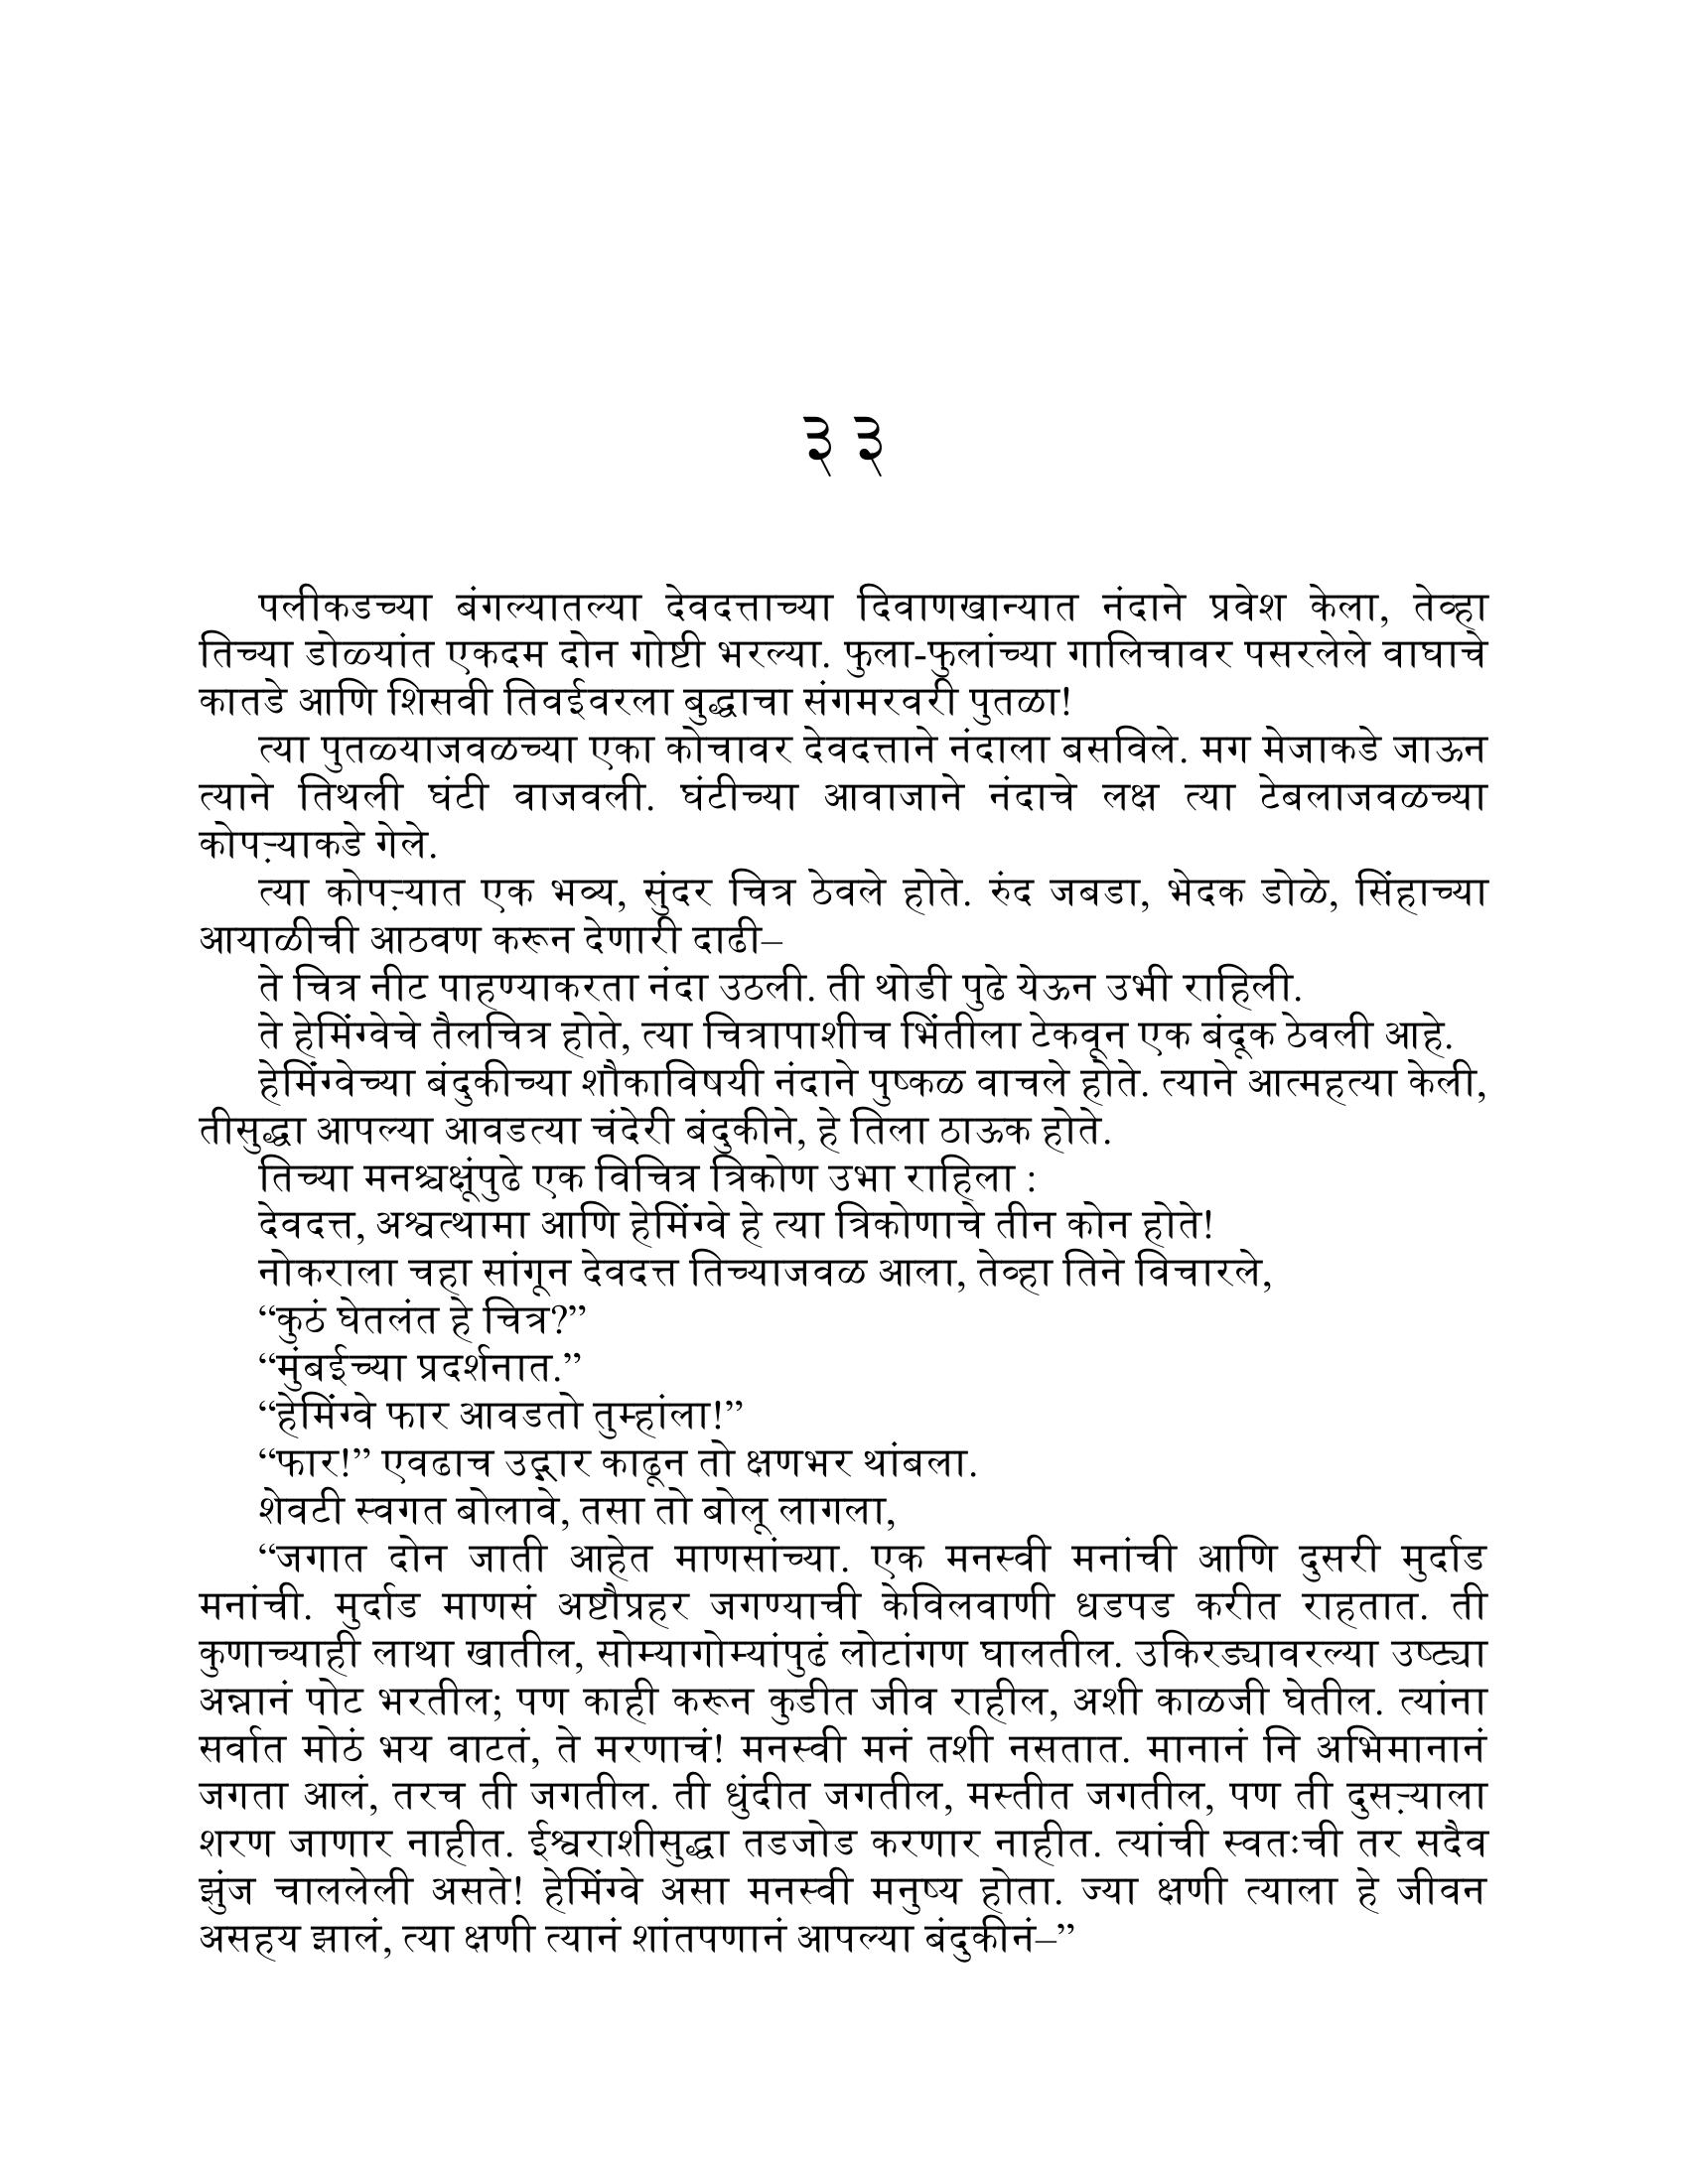 ३३
पलीकडच्या बंगल्यातल्या देवदत्ताच्या दिवाणखान्यात नंदाने प्रवेश केला, तेव्हा
तिच्या डोळ्यांत एकदम दोन गोष्टी भरल्या. फुला-फुलांच्या गालिचावर पसरलेले वाघाचे
कातडे आणि शिसवी तिवईवरला बुद्धाचा संगमरवरी पुतळा!
त्या पुतळ्याजवळच्या एका कोचावर देवदत्ताने नंदाला बसविले. मग मेजाकडे जाऊन
त्याने तिथली घंटी वाजवली. घंटीच्या आवाजाने नंदाचे लक्ष त्या टेबलाजवळच्या
कोपऱ्याकडे गेले.
त्या कोपऱ्यात एक भव्य, सुंदर चित्र ठेवले होते. रुंद जबडा, भेदक डोळे, सिंहाच्या
आयाळीची आठवण करून देणारी दाढी–
ते चित्र नीट पाहण्याकरता नंदा उठली. ती थोडी पुढे येऊन उभी राहिली.
ते हेमिंग्वेचे तैलचित्र होते, त्या चित्रापाशीच भिंतीला टेकवून एक बंदूक ठेवली आहे.
हेमिंग्वेच्या बंदुकीच्या शौकाविषयी नंदाने पुष्कळ वाचले होते. त्याने आत्महत्या केली,
तीसुद्धा आपल्या आवडत्या चंदेरी बंदुकीने, हे तिला ठाऊक होते.
तिच्या मनश्चक्षूंपुढे एक विचित्र त्रिकोण उभा राहिला :
देवदत्त, अश्वत्थामा आणि हेमिंग्वे हे त्या त्रिकोणाचे तीन कोन होते!
नोकराला चहा सांगून देवदत्त तिच्याजवळ आला, तेव्हा तिने विचारले,
“कुठं घेतलंत हे चित्र?”
“मुंबईच्या प्रदर्शनात.”
“हेमिंग्वे फार आवडतो तुम्हांला!”
“फार!” एवढाच उद्गार काढून तो क्षणभर थांबला.
शेवटी स्वगत बोलावे, तसा तो बोलू लागला,
“जगात दोन जाती आहेत माणसांच्या. एक मनस्वी मनांची आणि दुसरी मुर्दाड
मनांची. मुर्दाड माणसं अष्टौप्रहर जगण्याची केविलवाणी धडपड करीत राहतात. ती
कुणाच्याही लाथा खातील, सोम्यागोम्यांपुढं लोटांगण घालतील. उकिरड्यावरल्या उष्ट्या
अन्नानं पोट भरतील; पण काही करून कुडीत जीव राहील, अशी काळजी घेतील. त्यांना
सर्वात मोठं भय वाटतं, ते मरणाचं! मनस्वी मनं तशी नसतात. मानानं नि अभिमानानं
जगता आलं, तरच ती जगतील. ती धुंदीत जगतील, मस्तीत जगतील, पण ती दुसऱ्याला
शरण जाणार नाहीत. ईश्वराशीसुद्धा तडजोड करणार नाहीत. त्यांची स्वतःची तर सदैव
झुंज चाललेली असते! हेमिंग्वे असा मनस्वी मनुष्य होता. ज्या क्षणी त्याला हे जीवन
असहय झालं, त्या क्षणी त्यानं शांतपणानं आपल्या बंदुकीनं–”